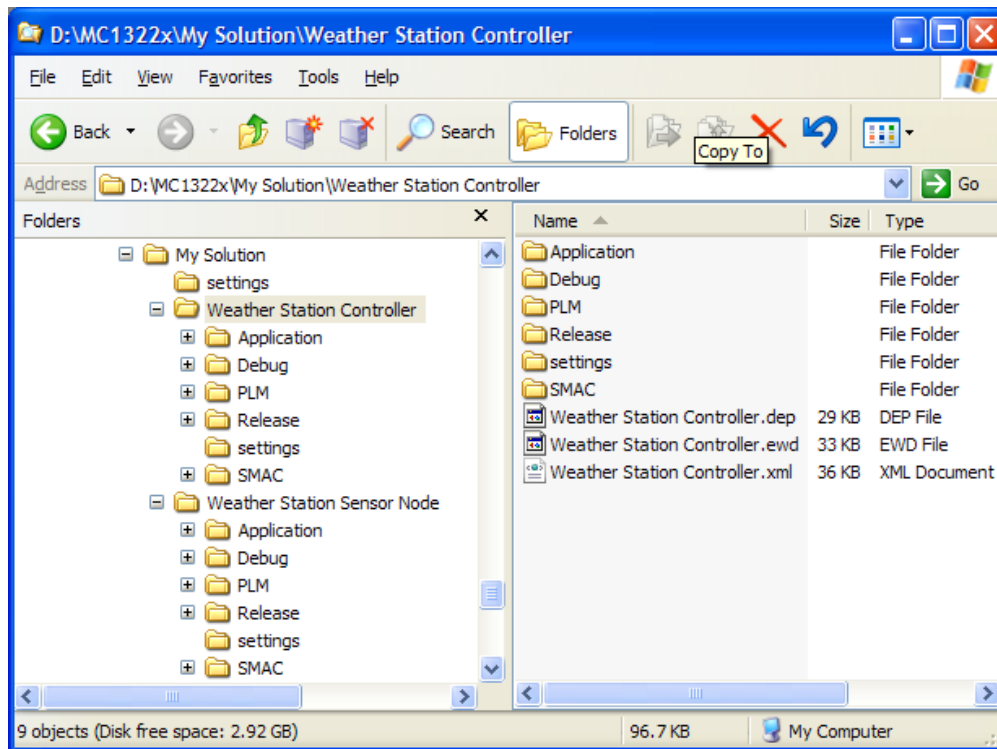 D:\MC1322x\My Solution\Weather Station Controller
File Edit View Favorites Tools Help
Back Search Folders
Copy To
Address D:\MC1322x\My Solution\Weather Station Controller Go
Folders
My Solution
settings
Weather Station Controller
Application
Debug
PLM
Release
settings
SMAC
Weather Station Sensor Node
Application
Debug
PLM
Release
settings
SMAC
Name Size Type
Application File Folder
Debug File Folder
PLM File Folder
Release File Folder
settings File Folder
SMAC File Folder
Weather Station Controller.dep 29 KB DEP File
Weather Station Controller.ewd 33 KB EWD File
Weather Station Controller.xml 36 KB XML Document
9 objects (Disk free space: 2.92 GB) 96.7 KB My Computer